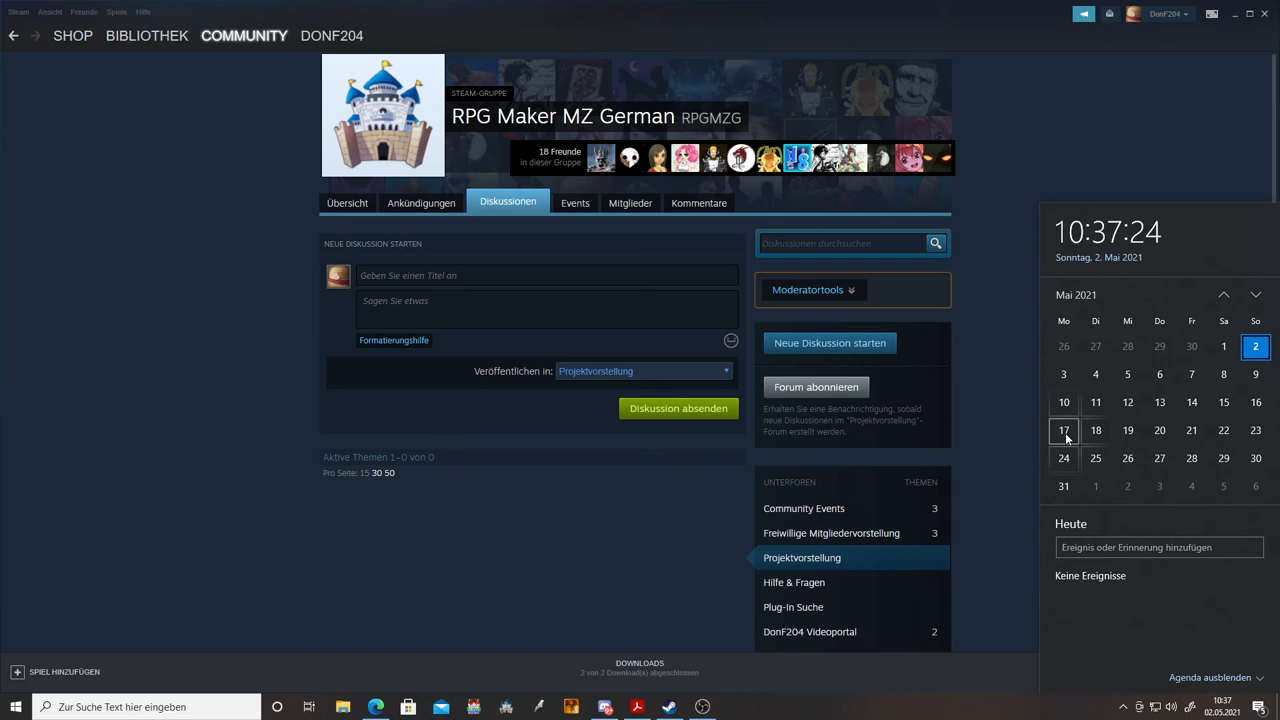 Steam Ansicht Freunde Spiele Hilfe
DonF204
SHOP BIBLIOTHEK COMMUNITY DONF204
STEAM-GRUPPE
RPG Maker MZ German RPGMZG
18 Freunde
in dieser Gruppe
Übersicht Ankündigungen Diskussionen Events Mitglieder Kommentare
NEUE DISKUSSION STARTEN
Geben Sie einen Titel an
Sagen Sie etwas
Formatierungshilfe
Veröffentlichen in: Projektvorstellung
Diskussion absenden
Aktive Themen 1–0 von 0
Pro Seite: 15 30 50
Diskussionen durchsuchen
Moderatortools
Neue Diskussion starten
Forum abonnieren
Erhalten Sie eine Benachrichtigung, sobald
neue Diskussionen im "Projektvorstellung"-
Forum erstellt werden.
UNTERFOREN THEMEN
Community Events 3
Freiwillige Mitgliedervorstellung 3
Projektvorstellung
Hilfe & Fragen
Plug-In Suche
DonF204 Videoportal 2
10:37:24
Sonntag, 2. Mai 2021
Mai 2021
Mo Di Mi Do Fr Sa So
26 27 28 29 30 1 2
3 4 5 6 7 8 9
10 11 12 13 14 15 16
17 18 19 20 21 22 23
24 25 26 27 28 29 30
31 1 2 3 4 5 6
Heute
Ereignis oder Erinnerung hinzufügen
Keine Ereignisse
Agenda ausblenden
SPIEL HINZUFÜGEN
DOWNLOADS
2 von 2 Download(s) abgeschlossen
Zur Suche Text hier eingeben
10:37
02.05.2021